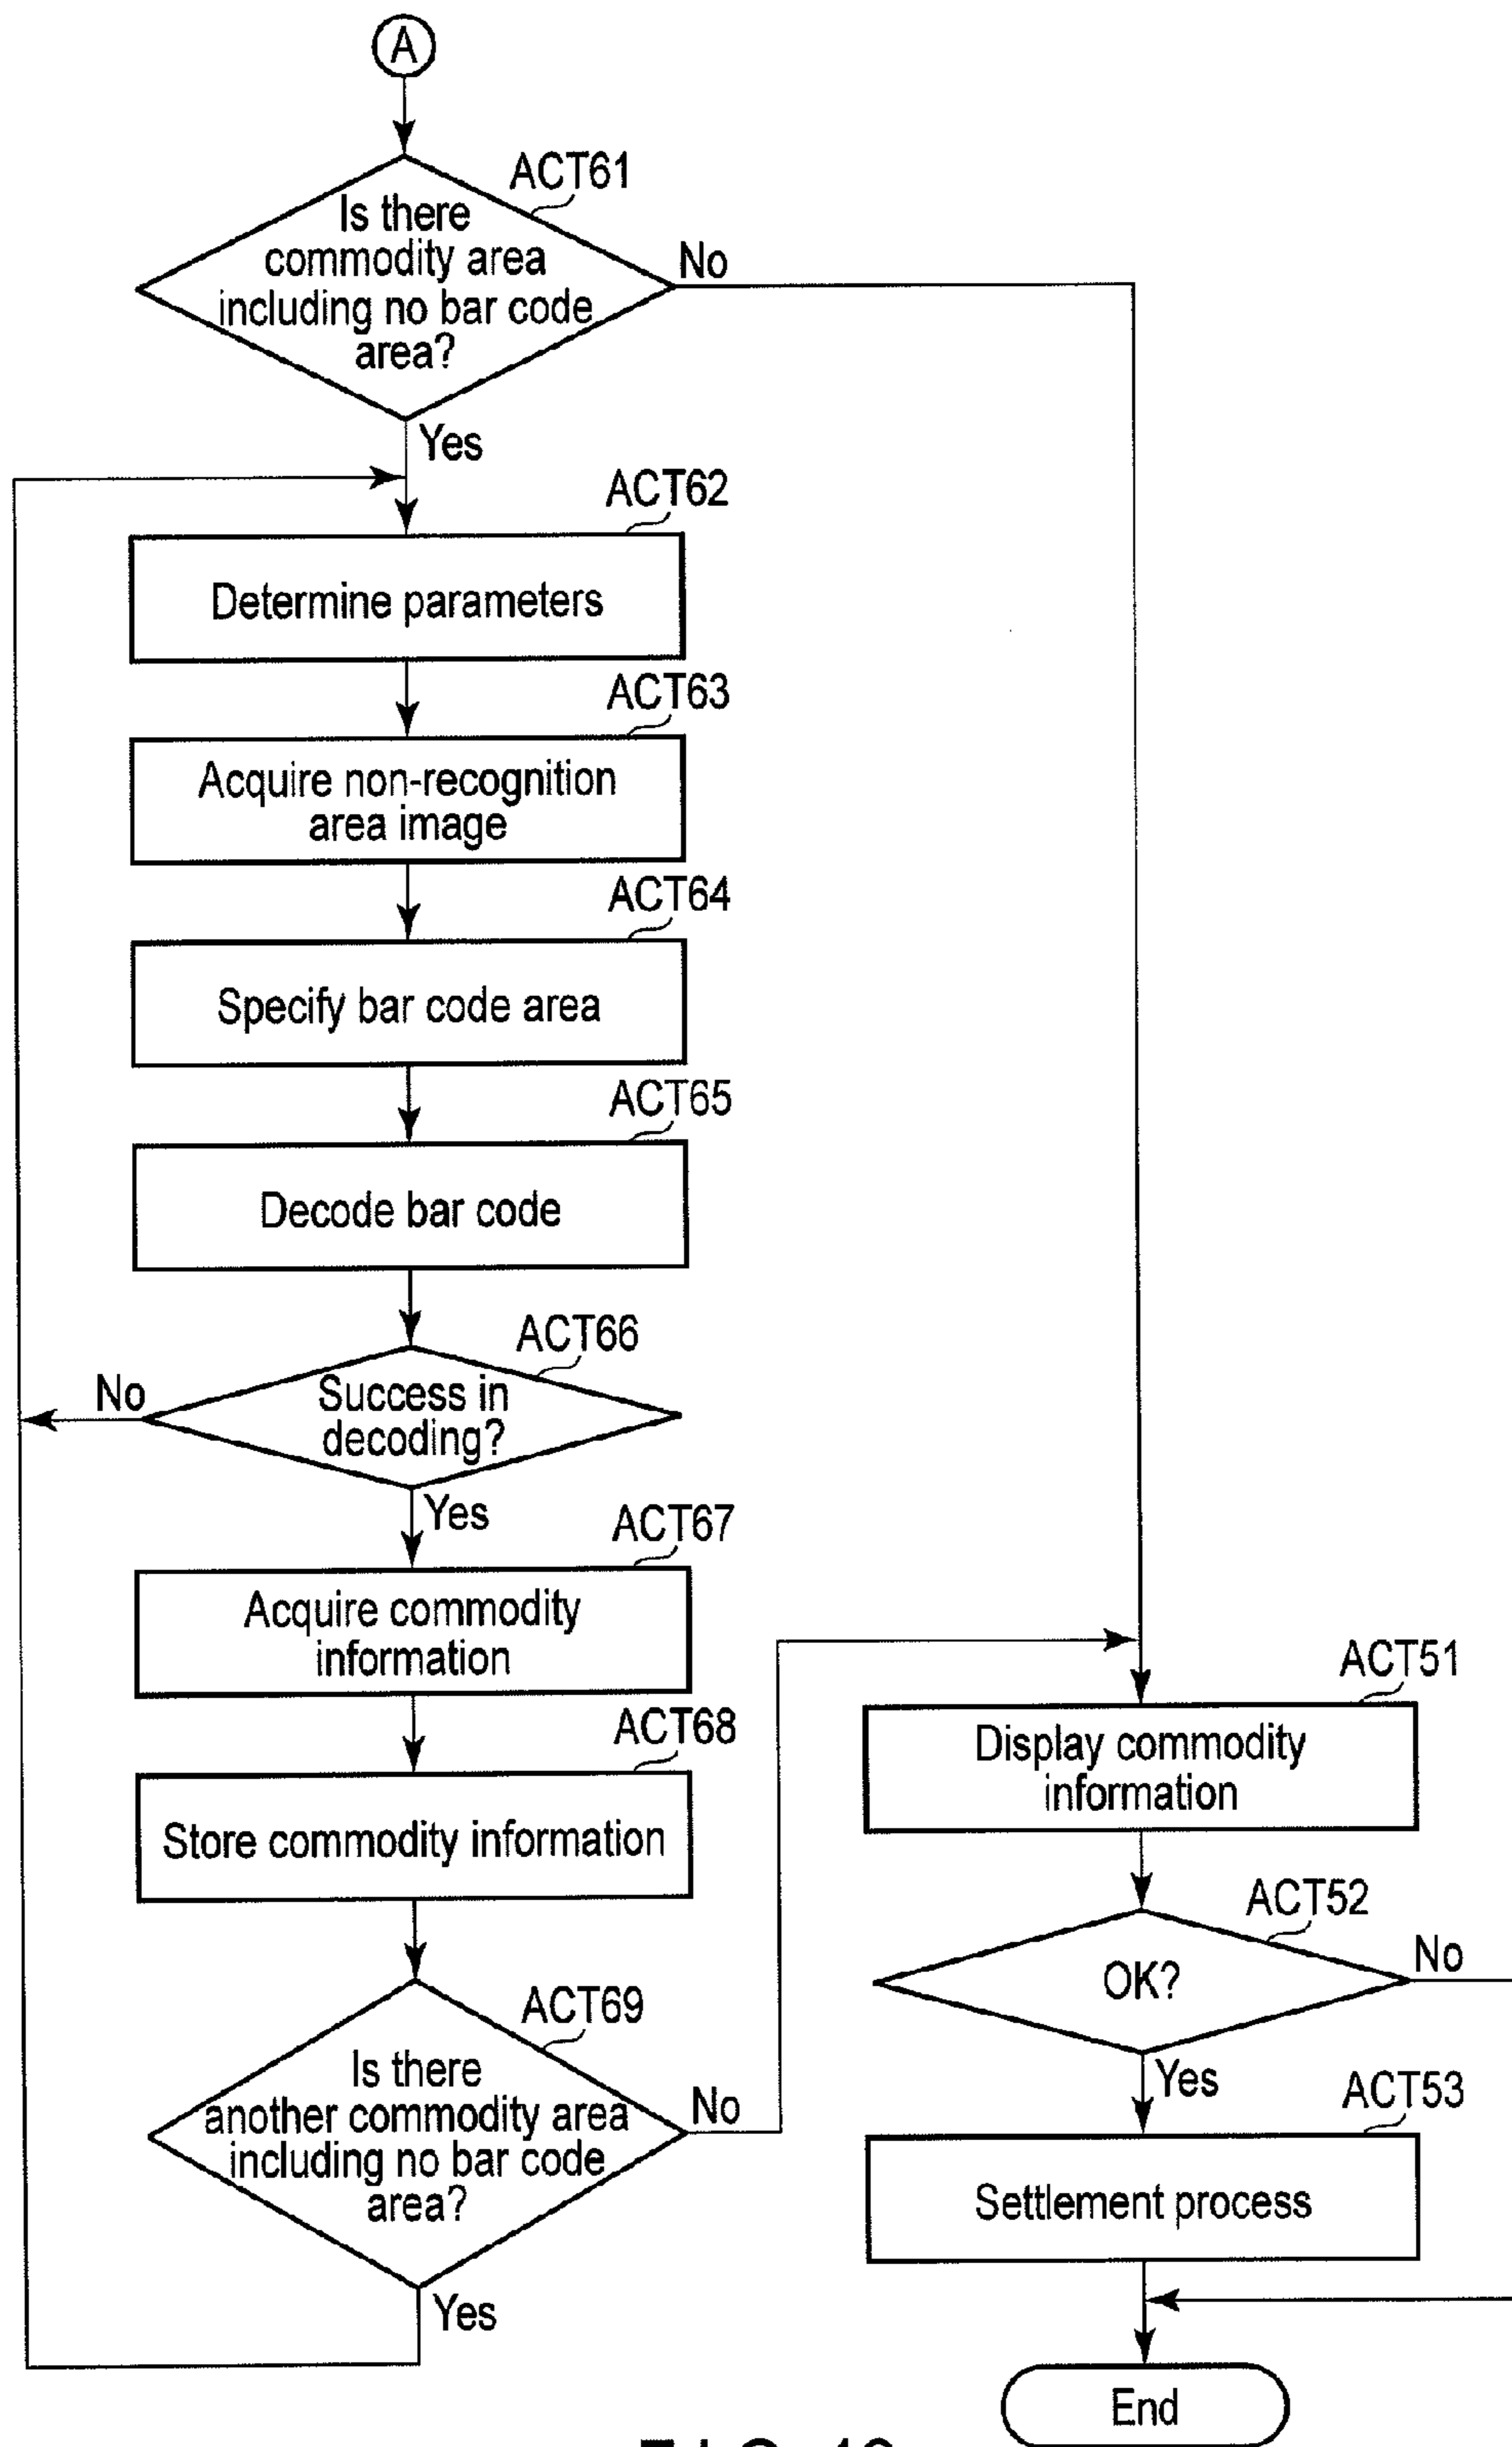 A
ACT61
Is there
commodity area
including no bar code
area?
No
Yes
ACT62
Determine parameters
ACT63
Acquire non-recognition
area image
ACT64
Specify bar code area
ACT65
Decode bar code
ACT66
Success in
decoding?
No
Yes
ACT67
Acquire commodity
information
ACT68
Store commodity information
ACT69
Is there
another commodity area
including no bar code
area?
No
Yes
ACT51
Display commodity
information
ACT52
OK?
No
Yes
ACT53
Settlement process
End